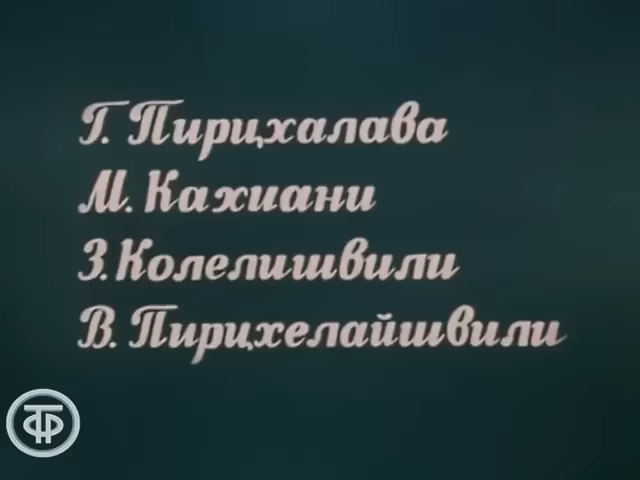 Г. Пирцхалава
М. Кахиани
З. Колелишвили
В. Пирцхелайшвили